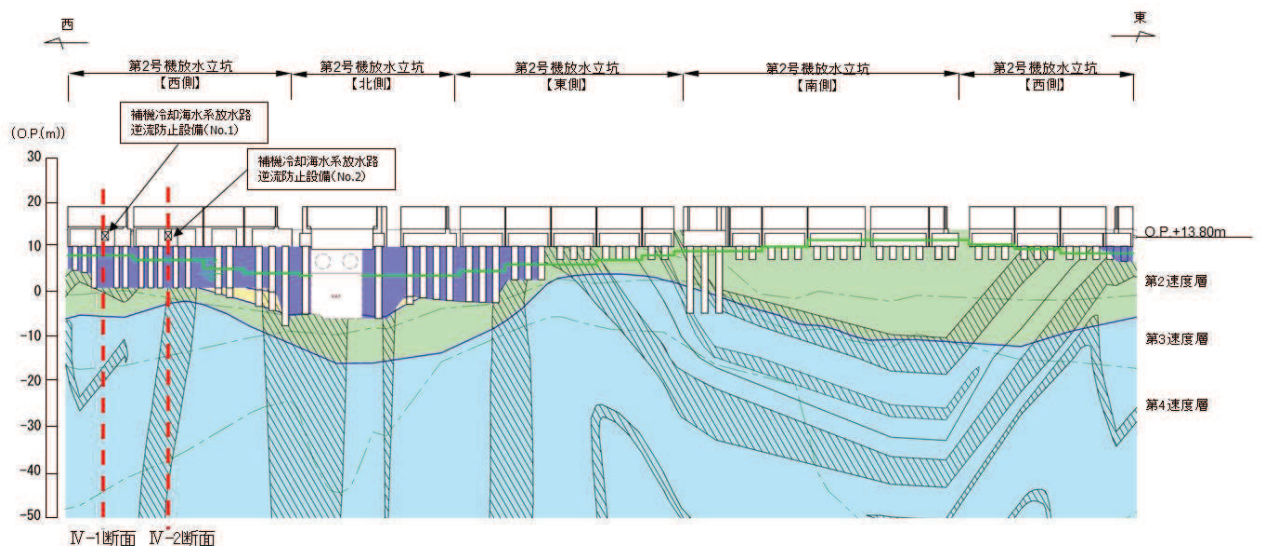 西
東
第2号機放水立坑
【西側】
第2号機放水立坑
【北側】
第2号機放水立坑
【東側】
第2号機放水立坑
【南側】
第2号機放水立坑
【西側】
補機冷却海水系放水路
逆流防止設備(No.1)
補機冷却海水系放水路
逆流防止設備(No.2)
(O.P.(m))
30
20
10
0
-10
-20
-30
-40
-50
O.P.+13.80m
第2速度層
第3速度層
第4速度層
Ⅳ-1断面
Ⅳ-2断面